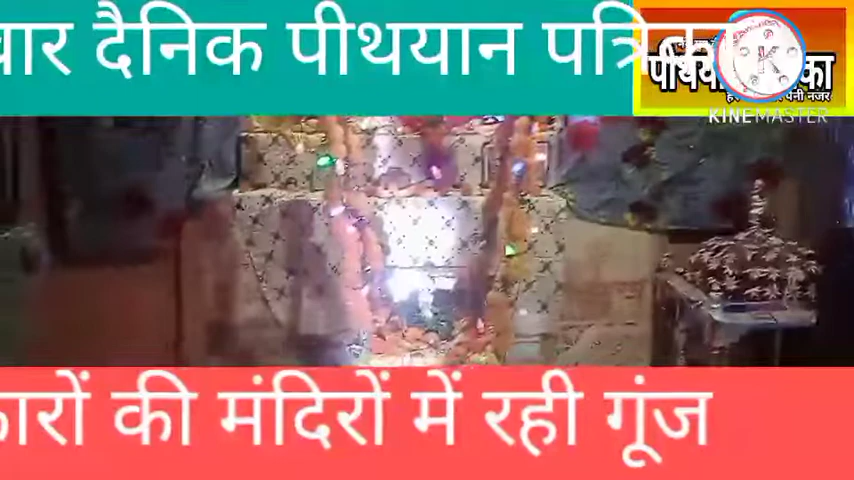 चार दैनिक पीथयान पत्रिका
KINEMASTER
कारों की मंदिरों में रही गूंज